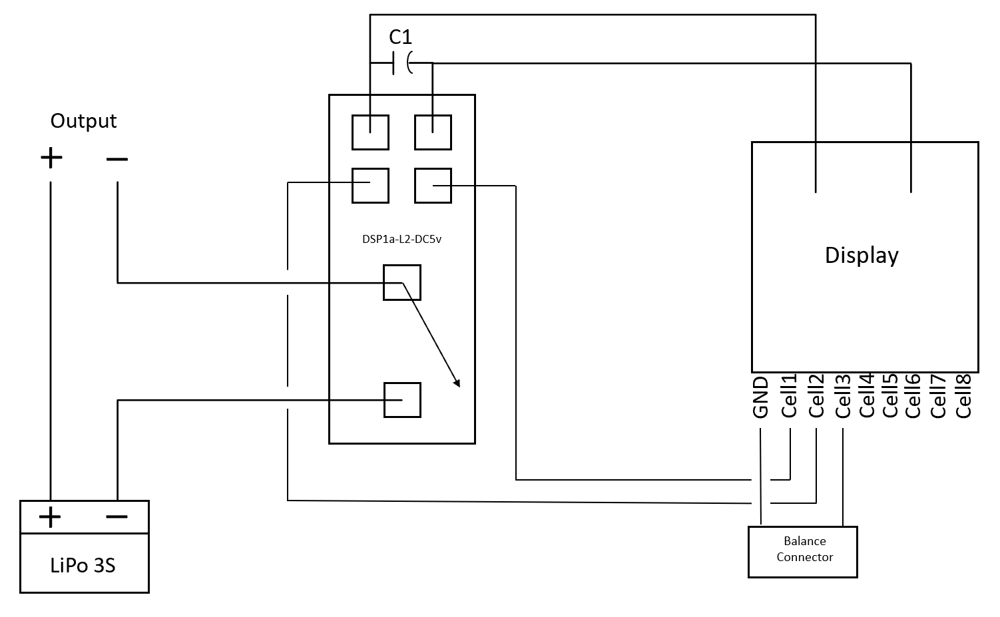 C1
Output
+ −
DSP1a-L2-DC5v
Display
GND
Cell1
Cell2
Cell3
Cell4
Cell5
Cell6
Cell7
Cell8
+ −
LiPo 3S
Balance
Connector